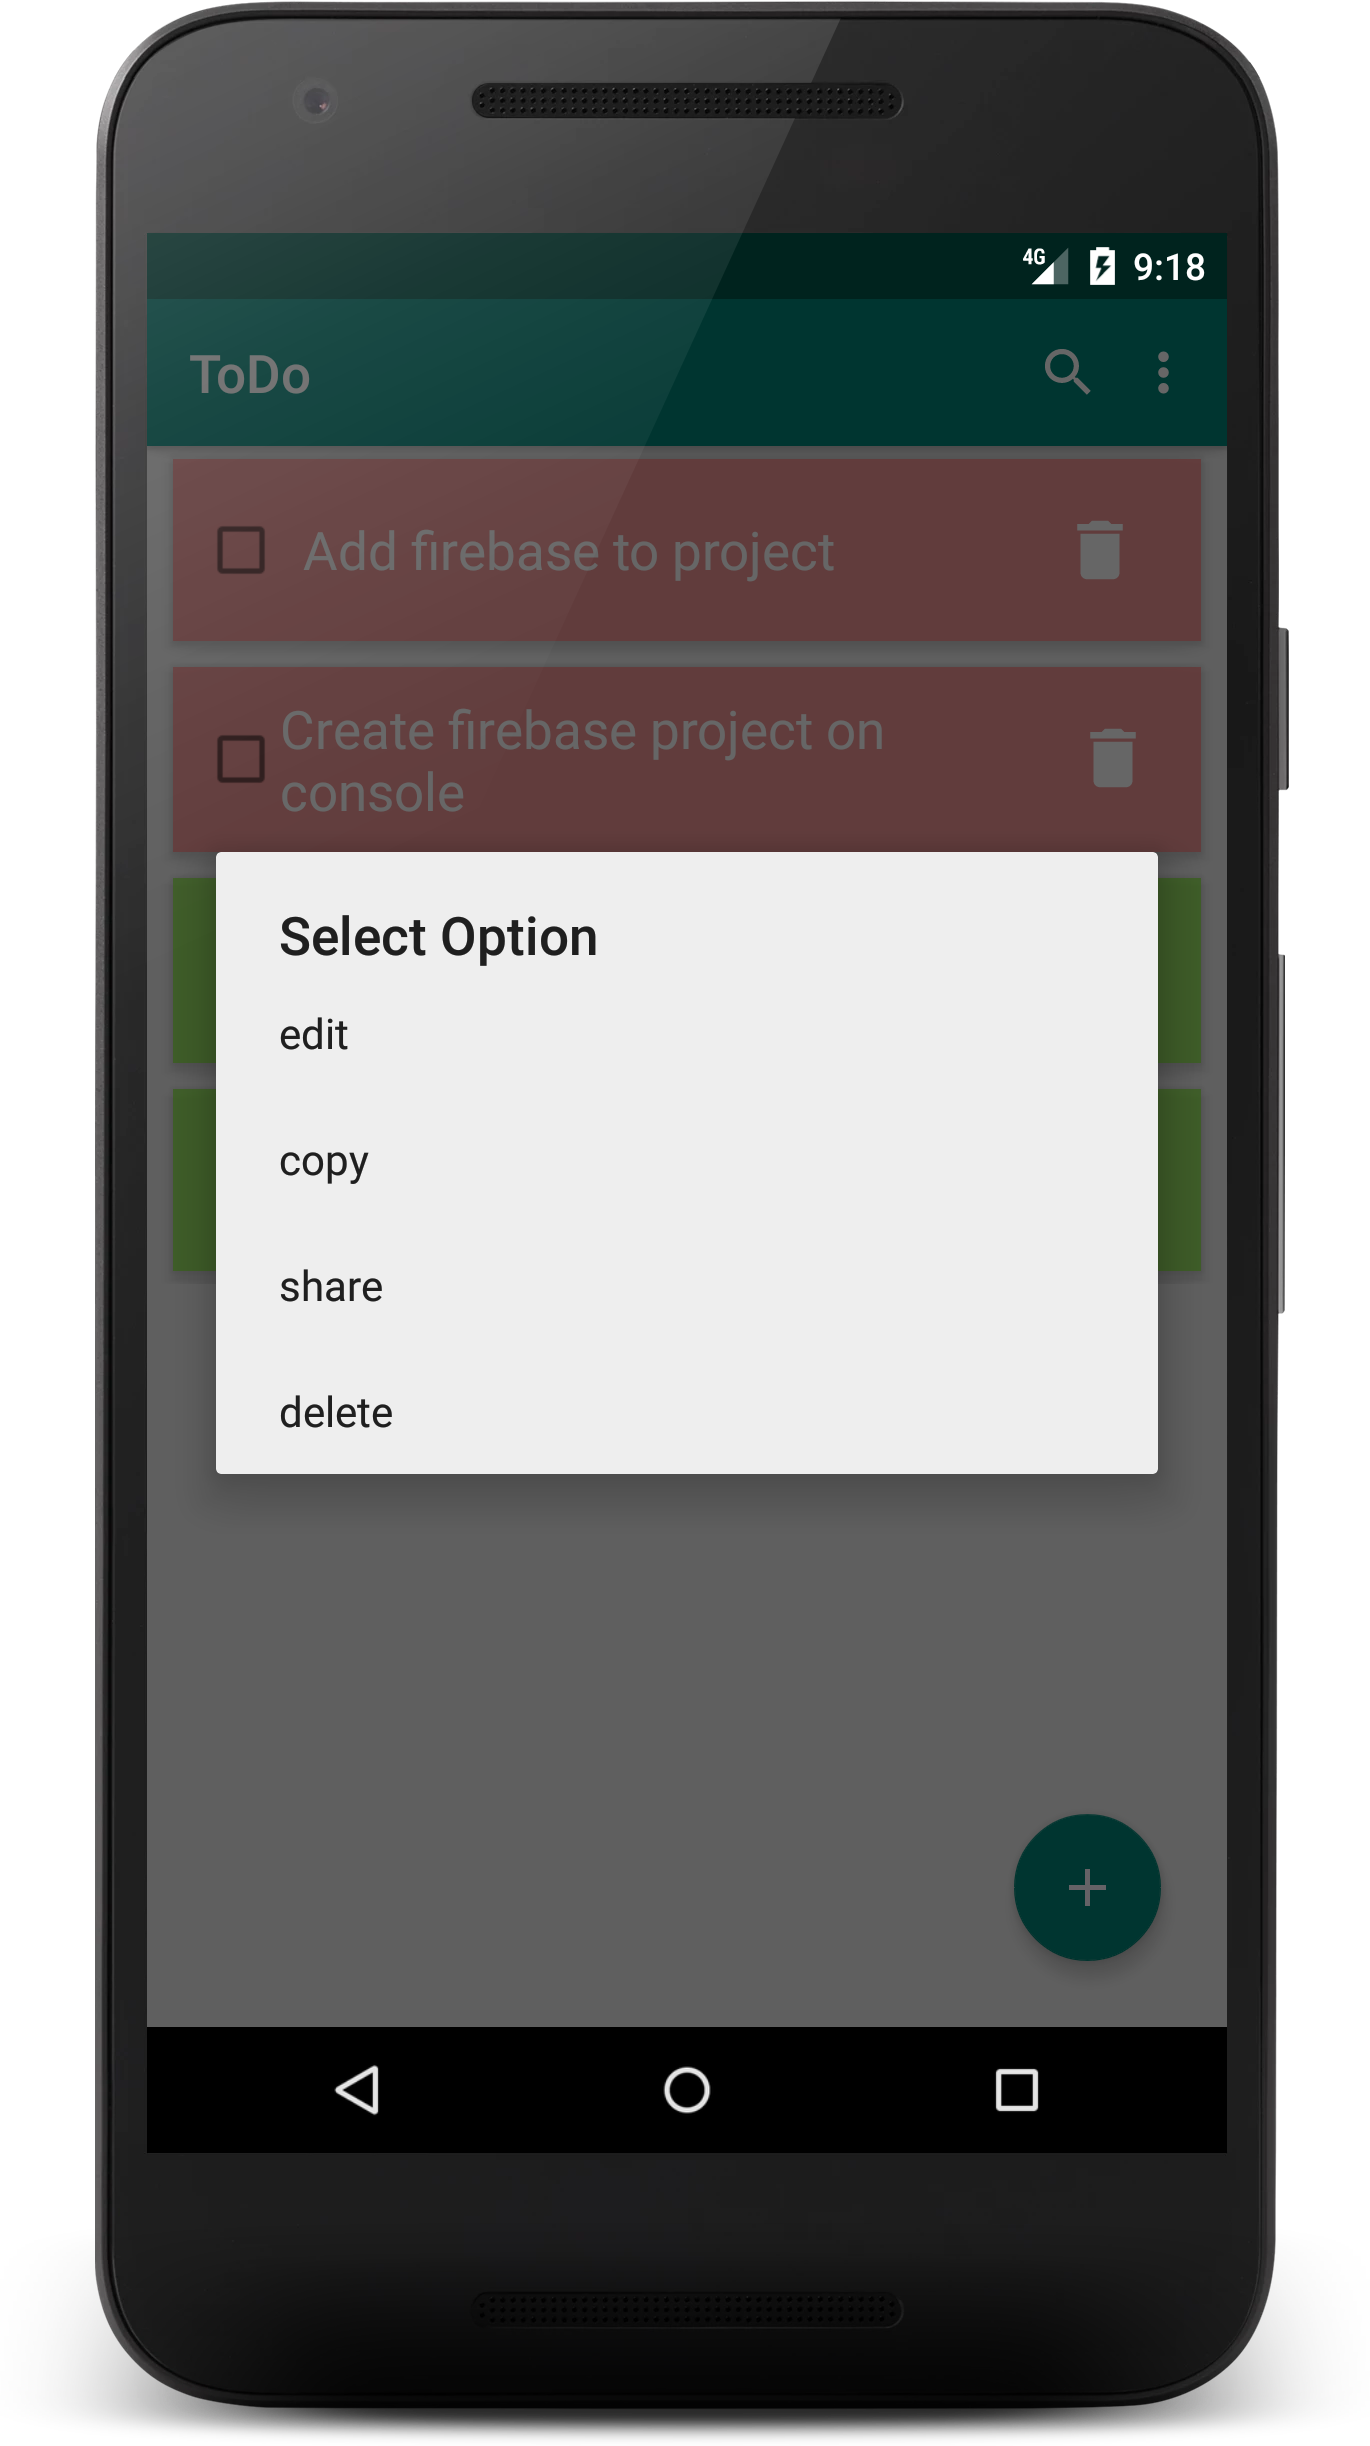 4G 9:18
ToDo
Add firebase to project
Create firebase project on
console
Select Option
edit
copy
share
delete